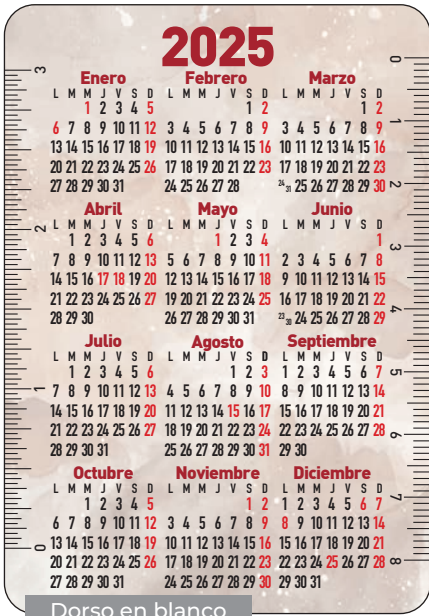 2025
Enero
L M M J V S D
1 2 3 4 5
6 7 8 9 10 11 12
13 14 15 16 17 18 19
20 21 22 23 24 25 26
27 28 29 30 31
Febrero
L M M J V S D
1 2
3 4 5 6 7 8 9
10 11 12 13 14 15 16
17 18 19 20 21 22 23
24 25 26 27 28
Marzo
L M M J V S D
1 2
3 4 5 6 7 8 9
10 11 12 13 14 15 16
17 18 19 20 21 22 23
24 31 25 26 27 28 29 30
Abril
L M M J V S D
1 2 3 4 5 6
7 8 9 10 11 12 13
14 15 16 17 18 19 20
21 22 23 24 25 26 27
28 29 30
Mayo
L M M J V S D
1 2 3 4
5 6 7 8 9 10 11
12 13 14 15 16 17 18
19 20 21 22 23 24 25
26 27 28 29 30 31
Junio
L M M J V S D
1
2 3 4 5 6 7 8
9 10 11 12 13 14 15
16 17 18 19 20 21 22
23 30 24 25 26 27 28 29
Julio
L M M J V S D
1 2 3 4 5 6
7 8 9 10 11 12 13
14 15 16 17 18 19 20
21 22 23 24 25 26 27
28 29 30 31
Agosto
L M M J V S D
1 2 3
4 5 6 7 8 9 10
11 12 13 14 15 16 17
18 19 20 21 22 23 24
25 26 27 28 29 30 31
Septiembre
L M M J V S D
1 2 3 4 5 6 7
8 9 10 11 12 13 14
15 16 17 18 19 20 21
22 23 24 25 26 27 28
29 30
Octubre
L M M J V S D
1 2 3 4 5
6 7 8 9 10 11 12
13 14 15 16 17 18 19
20 21 22 23 24 25 26
27 28 29 30 31
Noviembre
L M M J V S D
1 2
3 4 5 6 7 8 9
10 11 12 13 14 15 16
17 18 19 20 21 22 23
24 25 26 27 28 29 30
Diciembre
L M M J V S D
1 2 3 4 5 6 7
8 9 10 11 12 13 14
15 16 17 18 19 20 21
22 23 24 25 26 27 28
29 30 31
3
2
1
0
0
1
2
3
4
5
6
7
8
Dorso en blanco